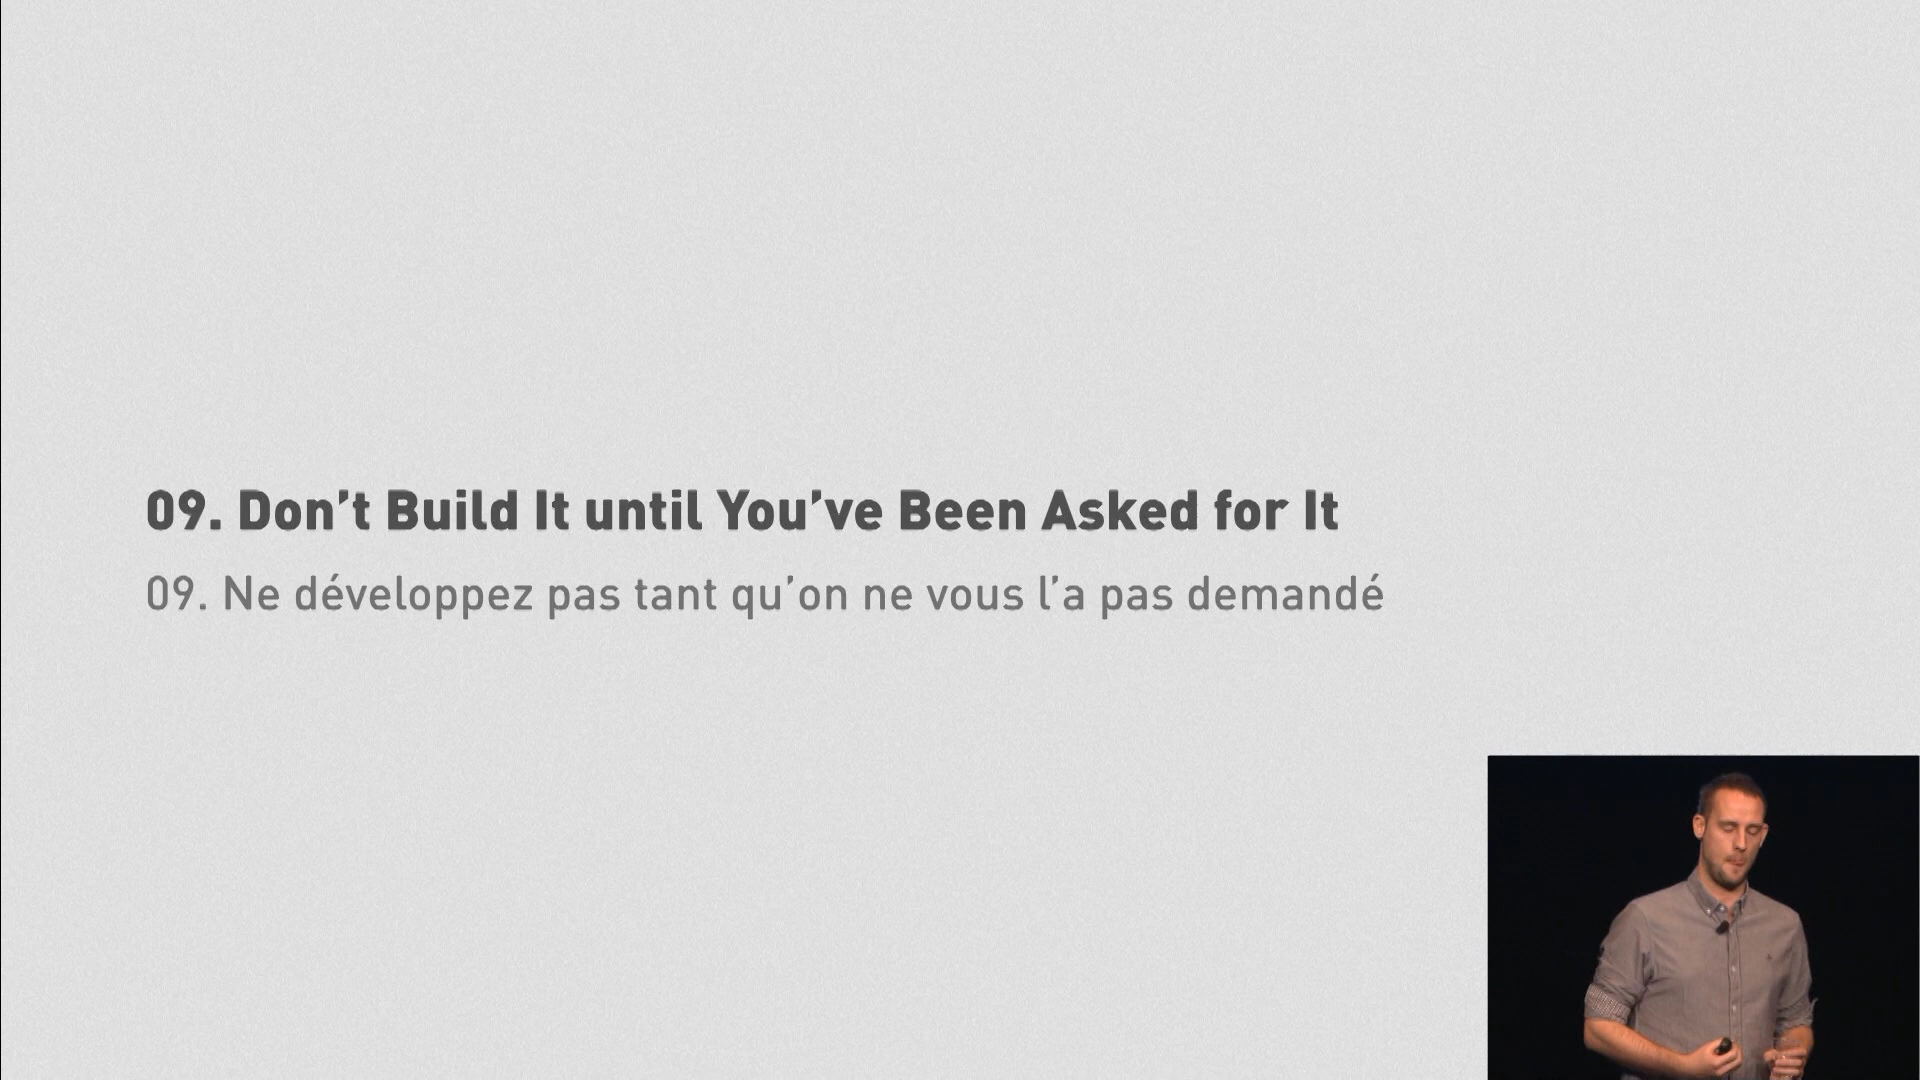 09. Don’t Build It until You’ve Been Asked for It
09. Ne développez pas tant qu’on ne vous l’a pas demandé